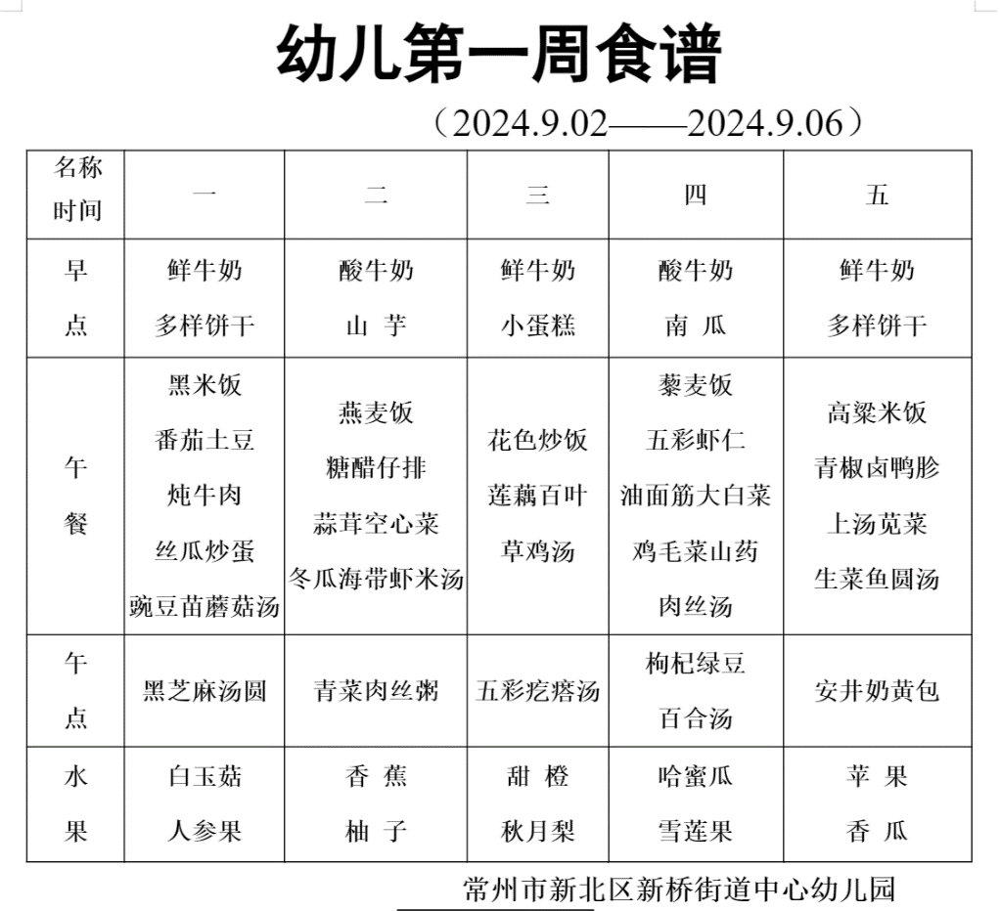 幼儿第一周食谱
（2024.9.02——2024.9.06）
名称
时间
一
二
三
四
五
早
点
鲜牛奶
多样饼干
酸牛奶
山 芋
鲜牛奶
小蛋糕
酸牛奶
南 瓜
鲜牛奶
多样饼干
午
餐
黑米饭
番茄土豆
炖牛肉
丝瓜炒蛋
豌豆苗蘑菇汤
燕麦饭
糖醋仔排
蒜茸空心菜
冬瓜海带虾米汤
花色炒饭
莲藕百叶
草鸡汤
藜麦饭
五彩虾仁
油面筋大白菜
鸡毛菜山药
肉丝汤
高粱米饭
青椒卤鸭胗
上汤苋菜
生菜鱼圆汤
午
点
黑芝麻汤圆
青菜肉丝粥
五彩疙瘩汤
枸杞绿豆
百合汤
安井奶黄包
水
果
白玉菇
人参果
香 蕉
柚 子
甜 橙
秋月梨
哈蜜瓜
雪莲果
苹 果
香 瓜
常州市新北区新桥街道中心幼儿园